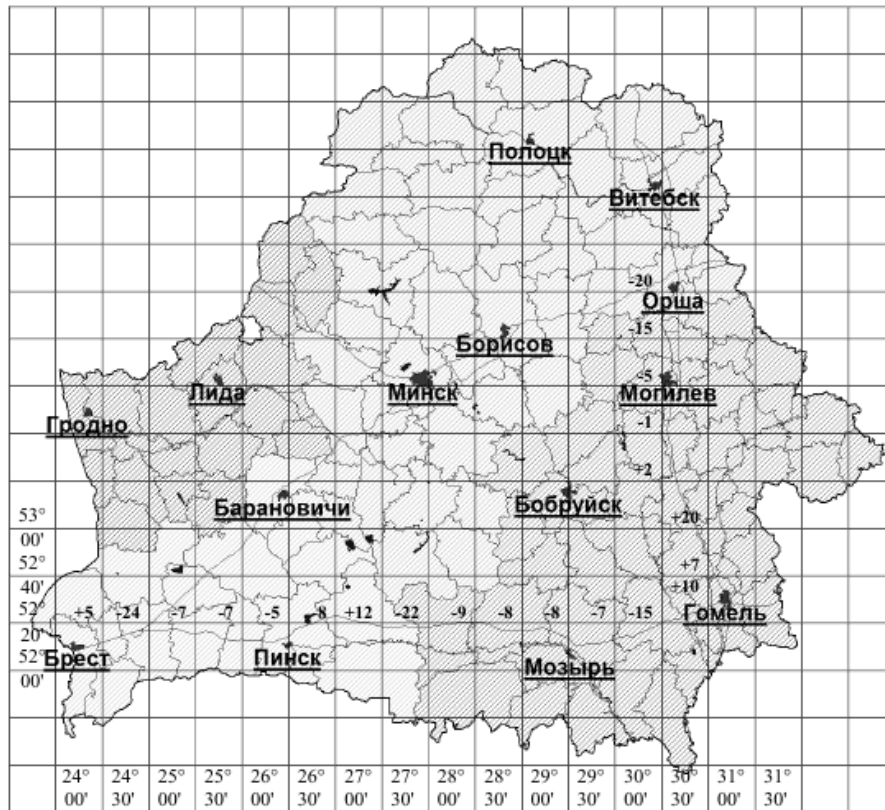 Полоцк
Витебск
-20
Орша
-15
Борисов
Лида
Минск
-5
Могилев
Гродно
-1
+2
Барановичи
Бобруйск
53°
00'
+20
52°
40'
+7
+10
52°
20'
+5 -24 -7 -7 -5 -8 +12 -22 -9 -8 -8 -7 -15 Гомель
52°
00'
Брест Пинск Мозырь
24° 24° 25° 25° 26° 26° 27° 27° 28° 28° 29° 29° 30° 30° 31° 31°
00' 30' 00' 30' 00' 30' 00' 30' 00' 30' 00' 30' 00' 30' 00' 30'